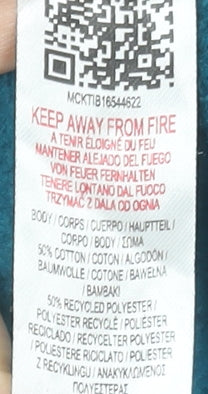 MCKTIB16544622
KEEP AWAY FROM FIRE
A TENIR ÉLOIGNÉ DU FEU
MANTENER ALEJADO DEL FUEGO
VON FEUER FERNHALTEN
TENERE LONTANO DAL FUOCO
TRZYMAĆ Z DALA OD OGNIA
BODY / CORPS / CUERPO / HAUPTTEIL /
CORPO / BODY / ΣΩΜΑ
50% COTTON / COTON / ALGODÓN /
BAUMWOLLE / COTONE / BAWEŁNA
/ ΒΑΜΒΑΚΙ
50% RECYCLED POLYESTER /
POLYESTER RECYCLÉ / POLIÉSTER
RECICLADO / RECYCELTER POLYESTER
/ POLIESTERE RICICLATO / POLIESTER
Z RECYKLINGU / ΑΝΑΚΥΚΛΩΜΕΝΟΣ
ΠΟΛΥΕΣΤΕΡΑΣ